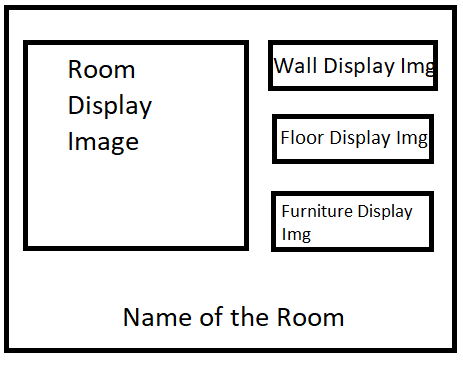 Room
Display
Image
Wall Display Img
Floor Display Img
Furniture Display
Img
Name of the Room